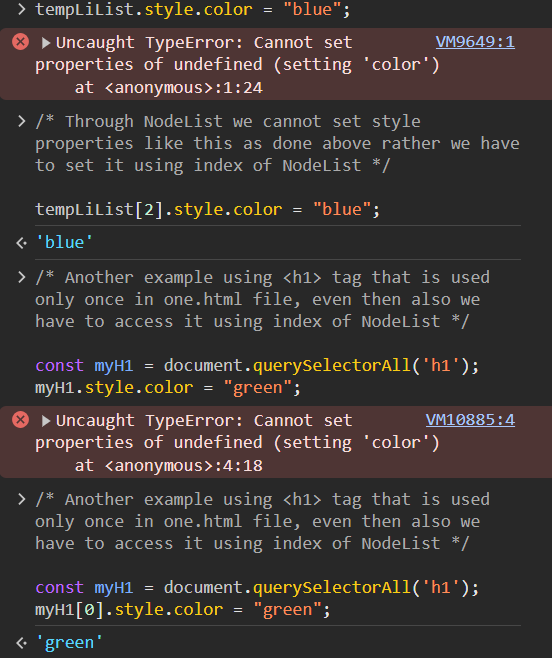 tempLiList.style.color = "blue";
Uncaught TypeError: Cannot set VM9649:1
properties of undefined (setting 'color')
at <anonymous>:1:24
/* Through NodeList we cannot set style
properties like this as done above rather we have
to set it using index of NodeList */
tempLiList[2].style.color = "blue";
'blue'
/* Another example using <h1> tag that is used
only once in one.html file, even then also we
have to access it using index of NodeList */
const myH1 = document.querySelectorAll('h1');
myH1.style.color = "green";
Uncaught TypeError: Cannot set VM10885:4
properties of undefined (setting 'color')
at <anonymous>:4:18
/* Another example using <h1> tag that is used
only once in one.html file, even then also we
have to access it using index of NodeList */
const myH1 = document.querySelectorAll('h1');
myH1[0].style.color = "green";
'green'